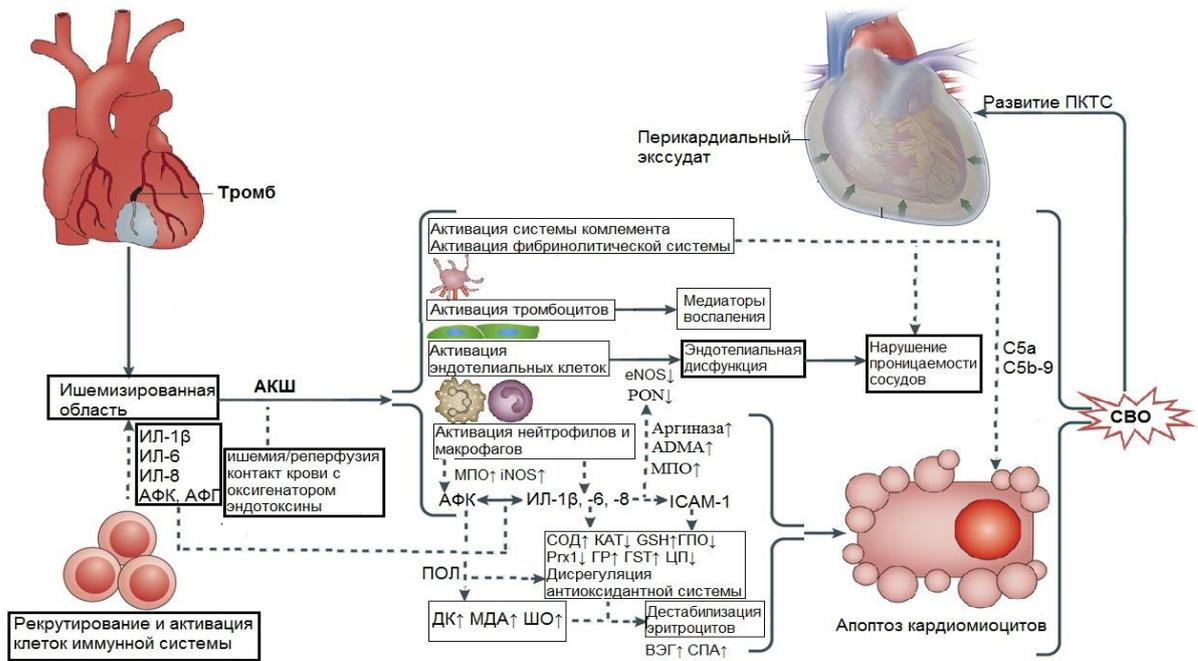 Развитие ПКТС
Перикардиальный
экссудат
Тромб
Активация системы комлемента
Активация фибринолитической системы
Активация тромбоцитов
Медиаторы
воспаления
Активация
эндотелиальных клеток
Эндотелиальная
дисфункция
Нарушение
проницаемости
сосудов
C5a
C5b-9
eNOS↓
PON↓
Ишемизированная
область
АКШ
СВО
ИЛ-1β
ИЛ-6
ИЛ-8
АФК, АФГ
ишемия/реперфузия
контакт крови с
оксигенатором
эндотоксины
Активация нейтрофилов и
макрофагов
Аргиназа↑
ADMA↑
МПО↑
МПО↑ iNOS↑
АФК
ИЛ-1β, -6, -8
ICAM-1
СОД↑ КАТ↓ GSH↑ГПО↓
Prx1↓ ГР↑ ГST↑ ЦП↓
Дисрегуляция
антиоксидантной системы
ПОЛ
ДК↑ МДА↑ ШО↑
Дестабилизация
эритроцитов
ВЭГ↑ СПА↑
Апоптоз кардиомиоцитов
Рекрутирование и активация
клеток иммунной системы